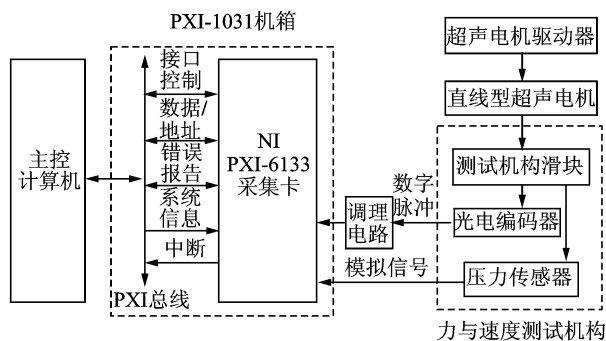 PXI-1031机箱
主控
计算机
接口
控制
数据/
地址
错误
报告
系统
信息
中断
PXI总线
NI
PXI-6133
采集卡
调理
电路
数字
脉冲
模拟信号
超声电机驱动器
直线型超声电机
测试机构滑块
光电编码器
压力传感器
力与速度测试机构